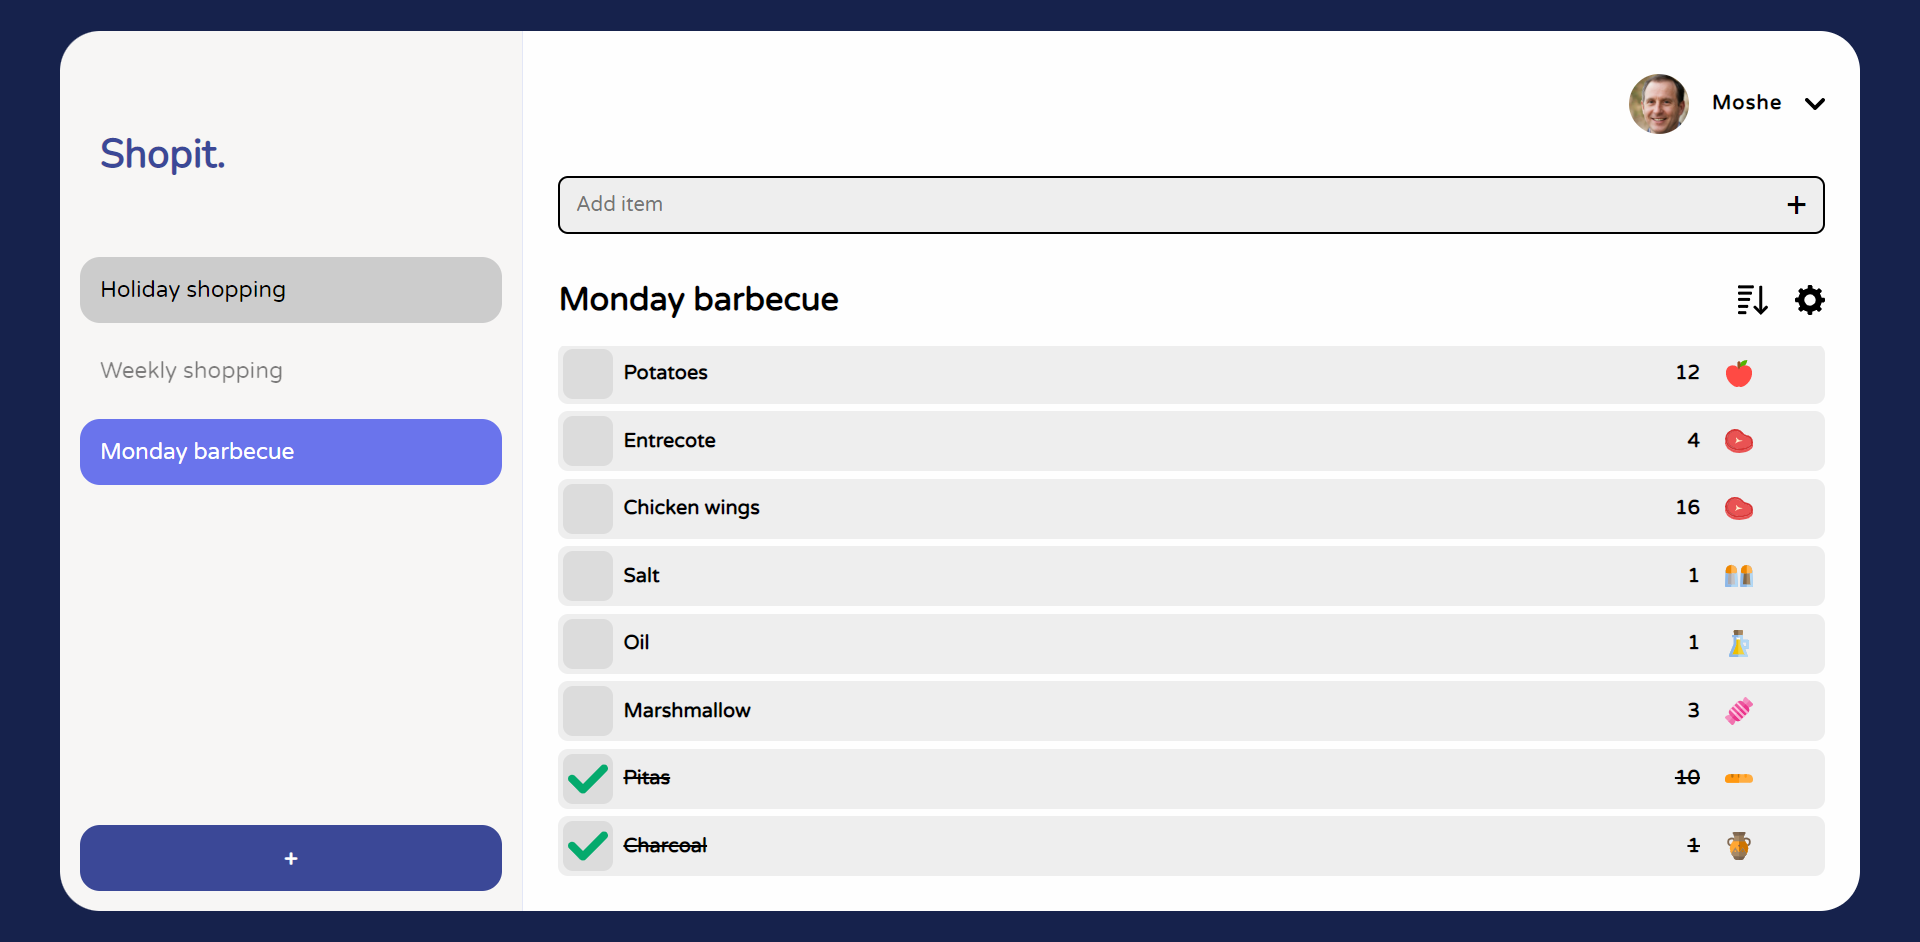 Shopit.
Holiday shopping
Weekly shopping
Monday barbecue
+
Moshe
Add item +
Monday barbecue
Potatoes 12
Entrecote 4
Chicken wings 16
Salt 1
Oil 1
Marshmallow 3
Pitas 10
Charcoal 1